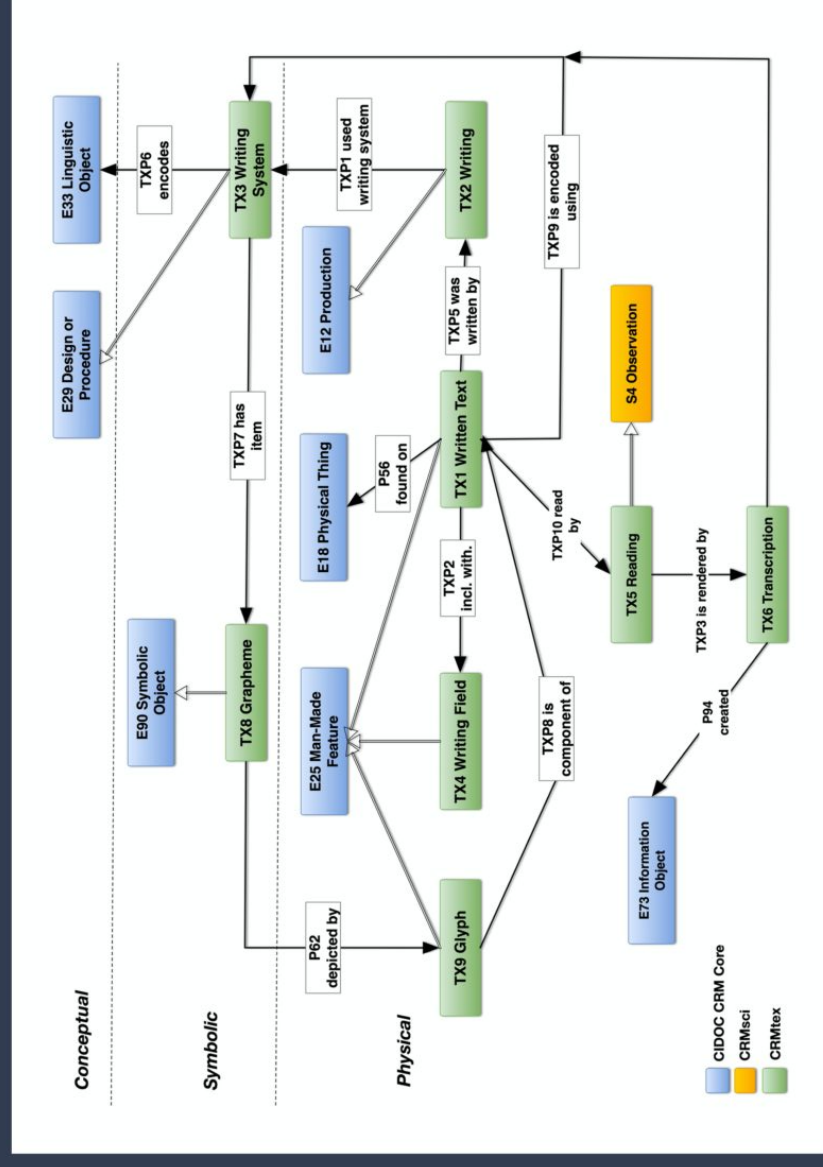 Conceptual
E29 Design or
Procedure
E33 Linguistic
Object
TXP6
encodes
Symbolic
E90 Symbolic
Object
TX8 Grapheme
TXP7 has
item
TX3 Writing
System
Physical
P62
depicted by
E25 Man-Made
Feature
E18 Physical Thing
E12 Production
TXP1 used
writing system
P56
found on
TX9 Glyph
TX4 Writing Field
TXP2
incl. with.
TX1 Written Text
TXP5 was
written by
TX2 Writing
TXP8 is
component of
TXP10 read
by
TXP9 is encoded
using
E73 Information
Object
TX5 Reading
S4 Observation
P94
created
TXP3 is rendered by
TX6 Transcription
CIDOC CRM Core
CRMsci
CRMtex